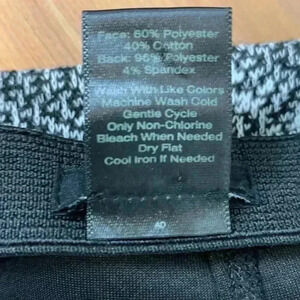 Face: 60% Polyester
40% Cotton
Back: 96% Polyester
4% Spandex
Wash With Like Colors
Machine Wash Cold
Gentle Cycle
Only Non-Chlorine
Bleach When Needed
Dry Flat
Cool Iron If Needed
AD